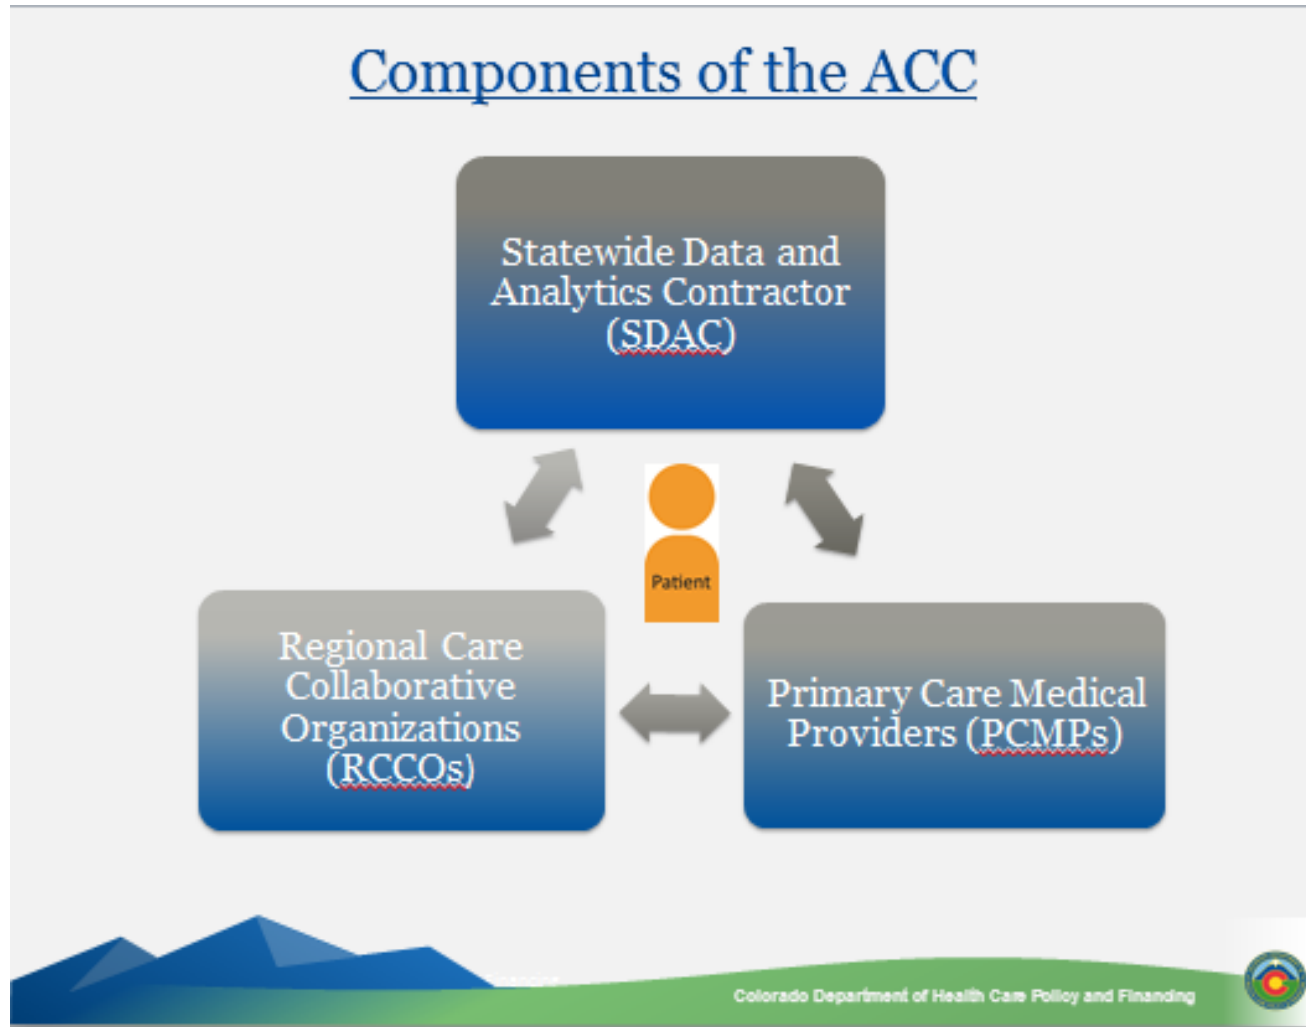 Components of the ACC
Statewide Data and
Analytics Contractor
(SDAC)
Patient
Regional Care
Collaborative
Organizations
(RCCOs)
Primary Care Medical
Providers (PCMPs)
Financing
Colorado Department of Health Care Policy and Financing